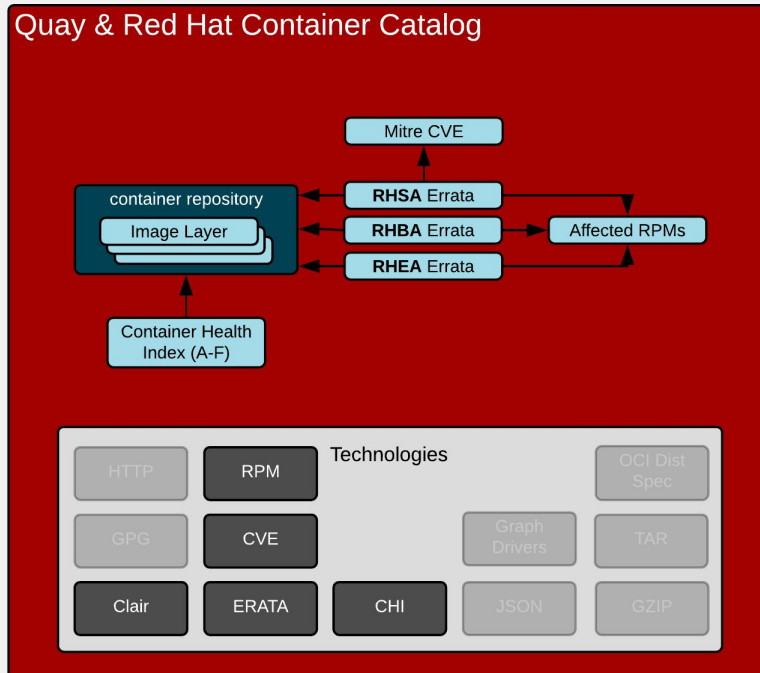 Quay & Red Hat Container Catalog
Mitre CVE
container repository
RHSA Errata
Image Layer
RHBA Errata
Affected RPMs
RHEA Errata
Container Health
Index (A-F)
Technologies
HTTP
RPM
OCI Dist
Spec
GPG
CVE
Graph
Drivers
TAR
Clair
ERATA
CHI
JSON
GZIP